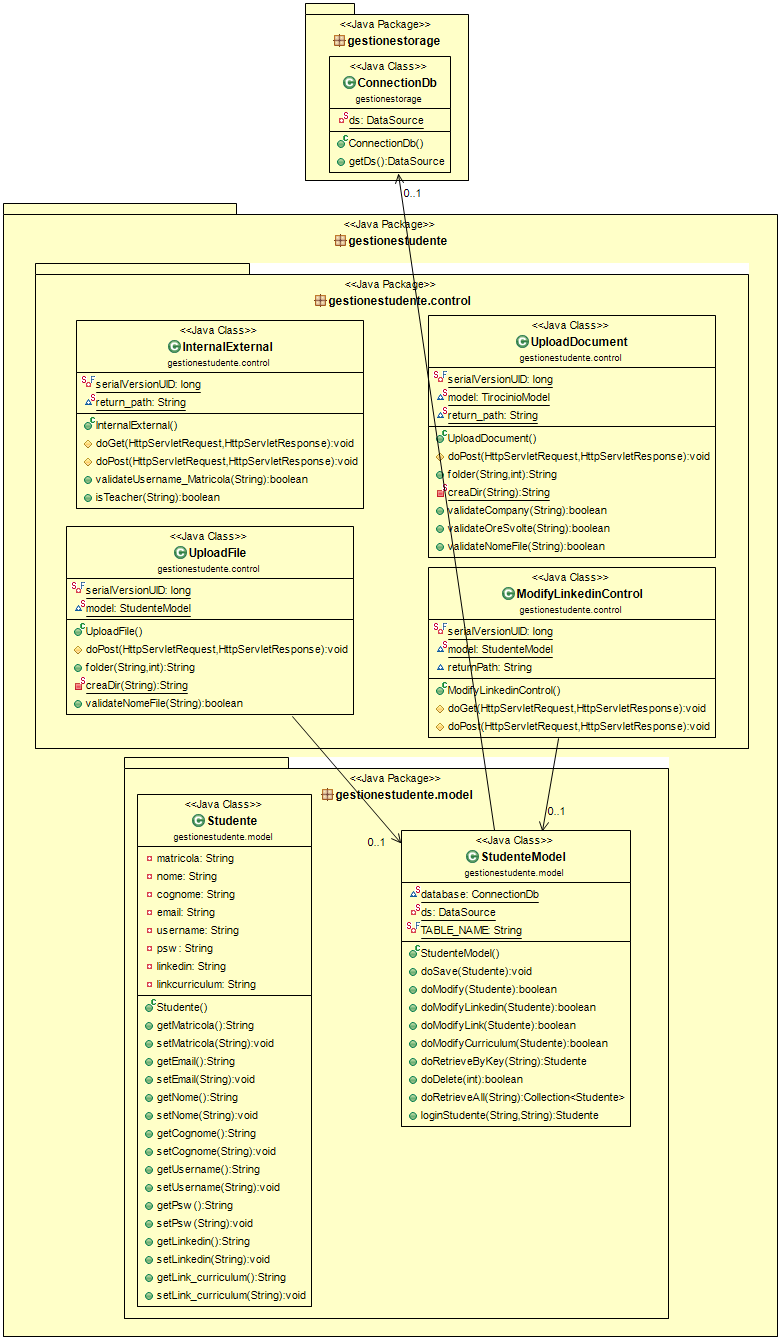 <<Java Package>>
gestionestorage
<<Java Class>>
ConnectionDb
gestionestorage
ds: DataSource
ConnectionDb()
getDs():DataSource
0..1
<<Java Package>>
gestionestudente
<<Java Package>>
gestionestudente.control
<<Java Class>>
InternalExternal
gestionestudente.control
serialVersionUID: long
return_path: String
InternalExternal()
doGet(HttpServletRequest,HttpServletResponse):void
doPost(HttpServletRequest,HttpServletResponse):void
validateUsername_Matricola(String):boolean
isTeacher(String):boolean
<<Java Class>>
UploadDocument
gestionestudente.control
serialVersionUID: long
model: TirocinioModel
return_path: String
UploadDocument()
doPost(HttpServletRequest,HttpServletResponse):void
folder(String,int):String
creaDir(String):String
validateCompany(String):boolean
validateOreSvolte(String):boolean
validateNomeFile(String):boolean
<<Java Class>>
UploadFile
gestionestudente.control
serialVersionUID: long
model: StudenteModel
UploadFile()
doPost(HttpServletRequest,HttpServletResponse):void
folder(String,int):String
creaDir(String):String
validateNomeFile(String):boolean
<<Java Class>>
ModifyLinkedinControl
gestionestudente.control
serialVersionUID: long
model: StudenteModel
returnPath: String
ModifyLinkedinControl()
doGet(HttpServletRequest,HttpServletResponse):void
doPost(HttpServletRequest,HttpServletResponse):void
<<Java Package>>
gestionestudente.model
<<Java Class>>
Studente
gestionestudente.model
matricola: String
nome: String
cognome: String
email: String
username: String
psw : String
linkedin: String
linkcurriculum: String
Studente()
getMatricola():String
setMatricola(String):void
getEmail():String
setEmail(String):void
getNome():String
setNome(String):void
getCognome():String
setCognome(String):void
getUsername():String
setUsername(String):void
getPsw ():String
setPsw (String):void
getLinkedin():String
setLinkedin(String):void
getLink_curriculum():String
setLink_curriculum(String):void
0..1
0..1
<<Java Class>>
StudenteModel
gestionestudente.model
database: ConnectionDb
ds: DataSource
TABLE_NAME: String
StudenteModel()
doSave(Studente):void
doModify(Studente):boolean
doModifyLinkedin(Studente):boolean
doModifyLink(Studente):boolean
doModifyCurriculum(Studente):boolean
doRetrieveByKey(String):Studente
doDelete(int):boolean
doRetrieveAll(String):Collection<Studente>
loginStudente(String,String):Studente